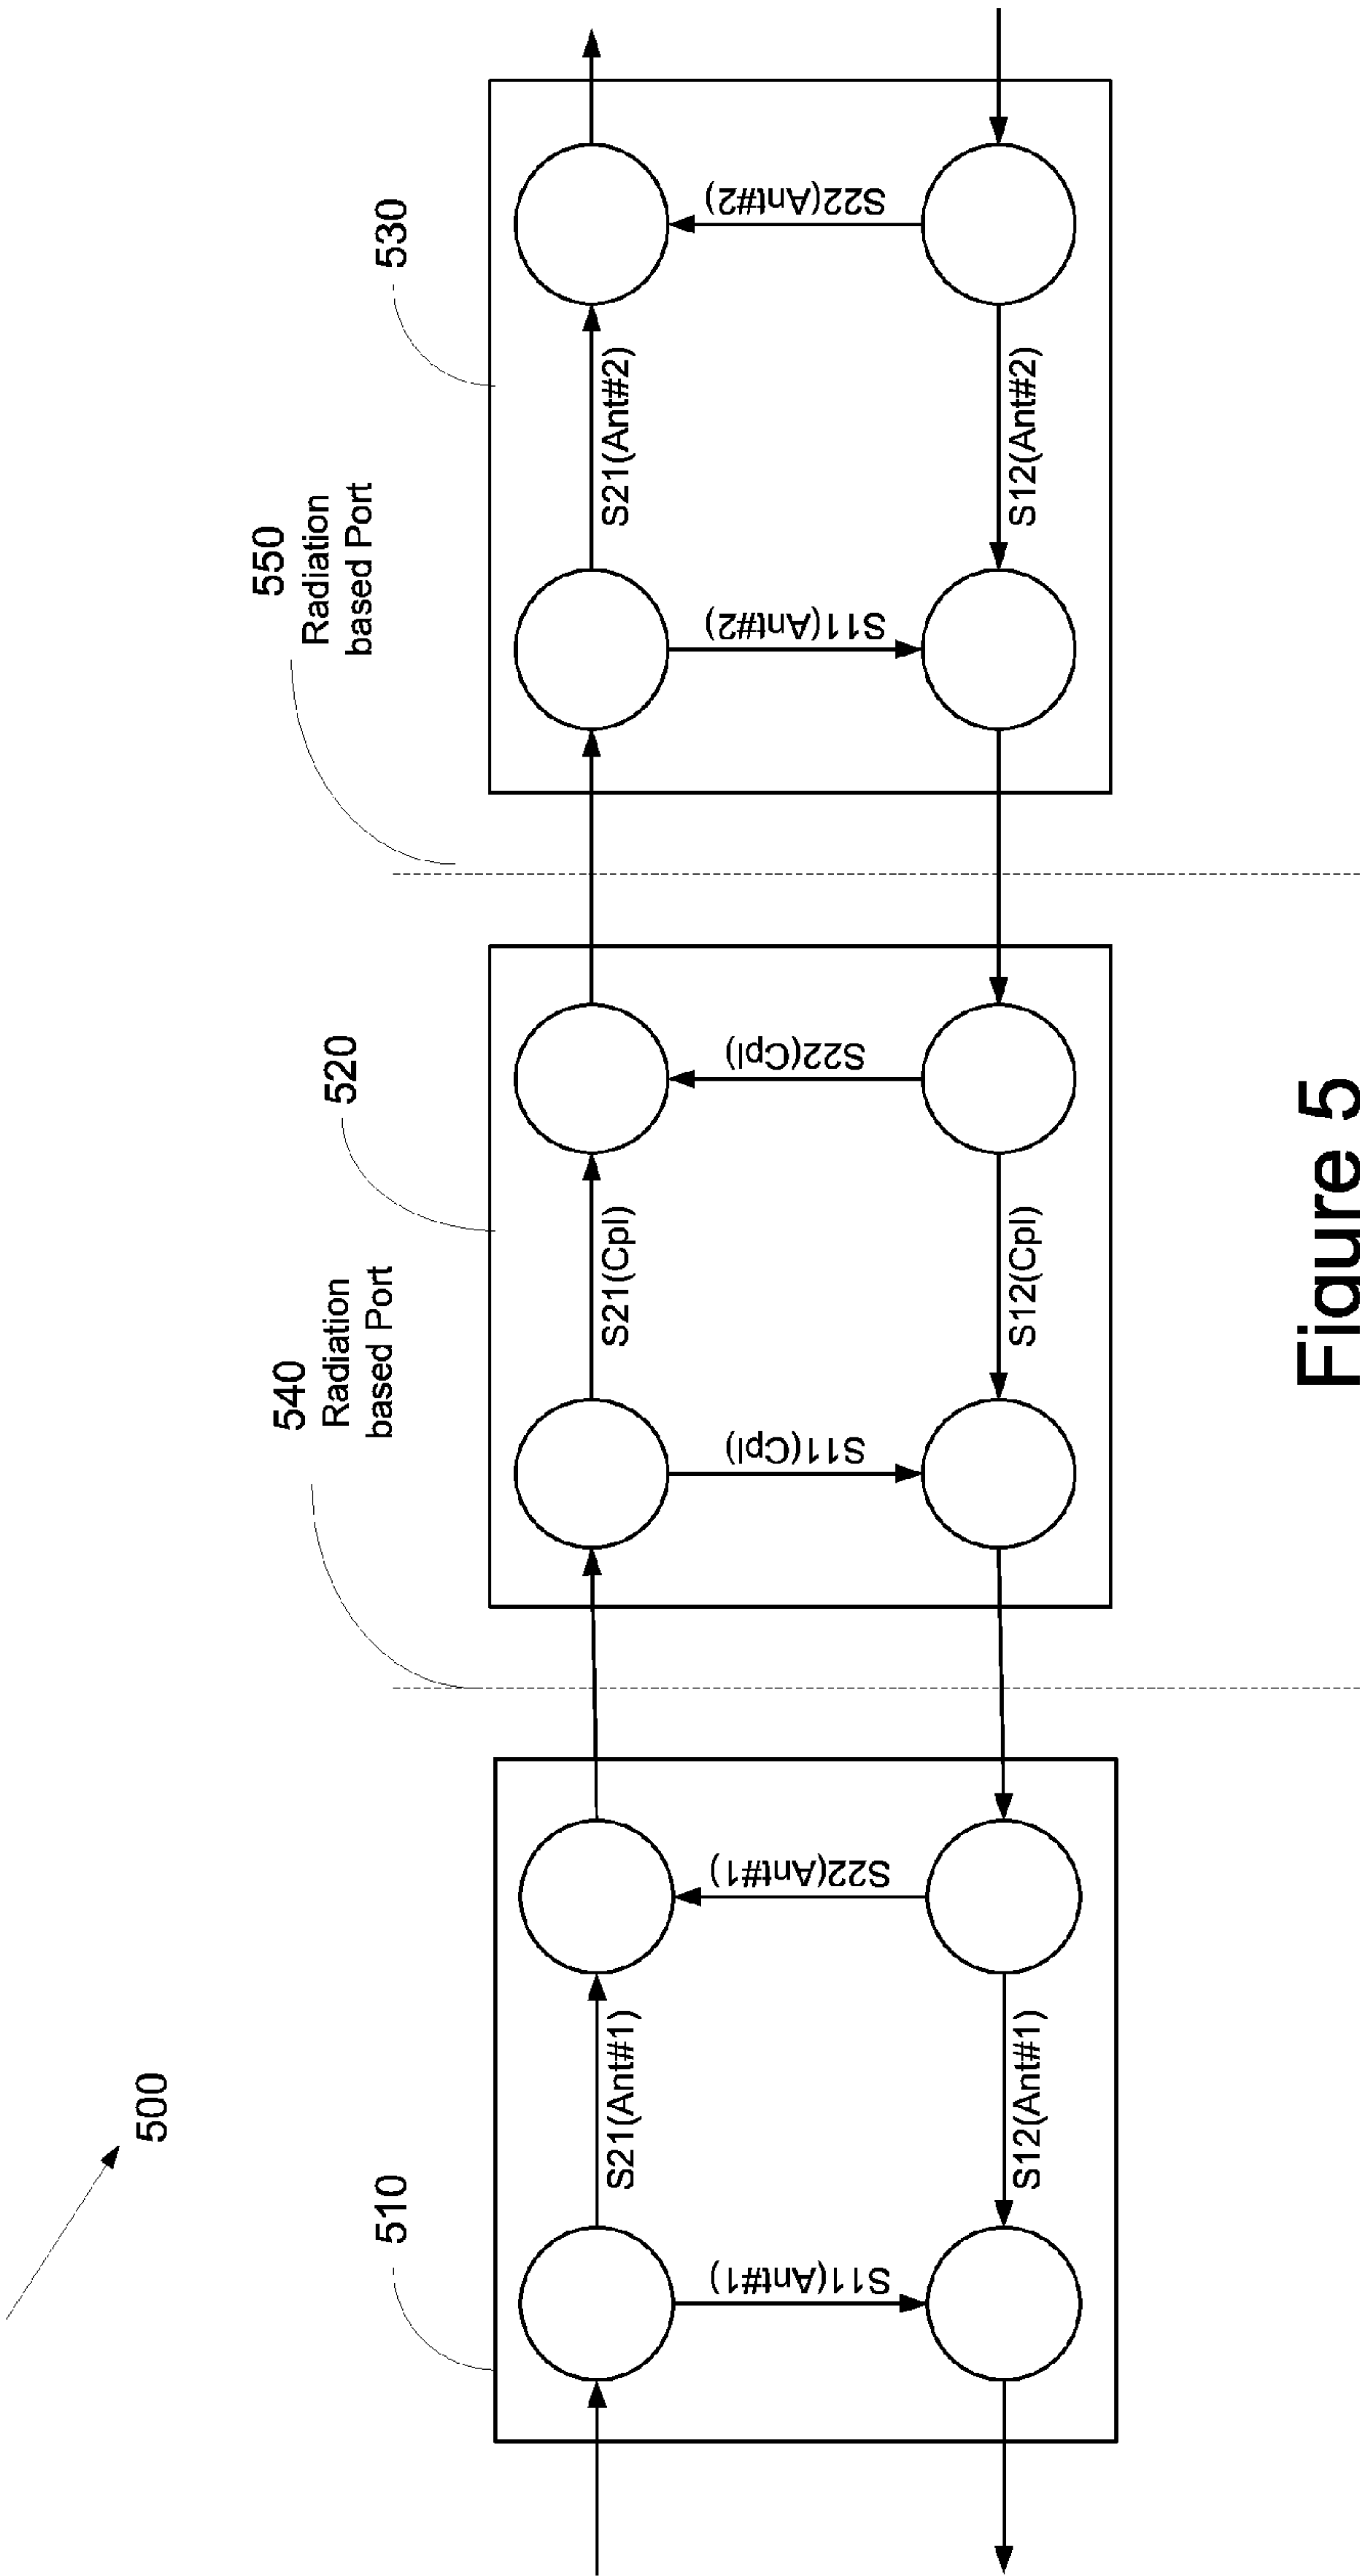 500
510
S21(Ant#1)
S11(Ant#1)
S22(Ant#1)
S12(Ant#1)
540
Radiation
based Port
520
S21(Cpl)
S11(Cpl)
S22(Cpl)
S12(Cpl)
550
Radiation
based Port
530
S21(Ant#2)
S11(Ant#2)
S22(Ant#2)
S12(Ant#2)
Figure 5